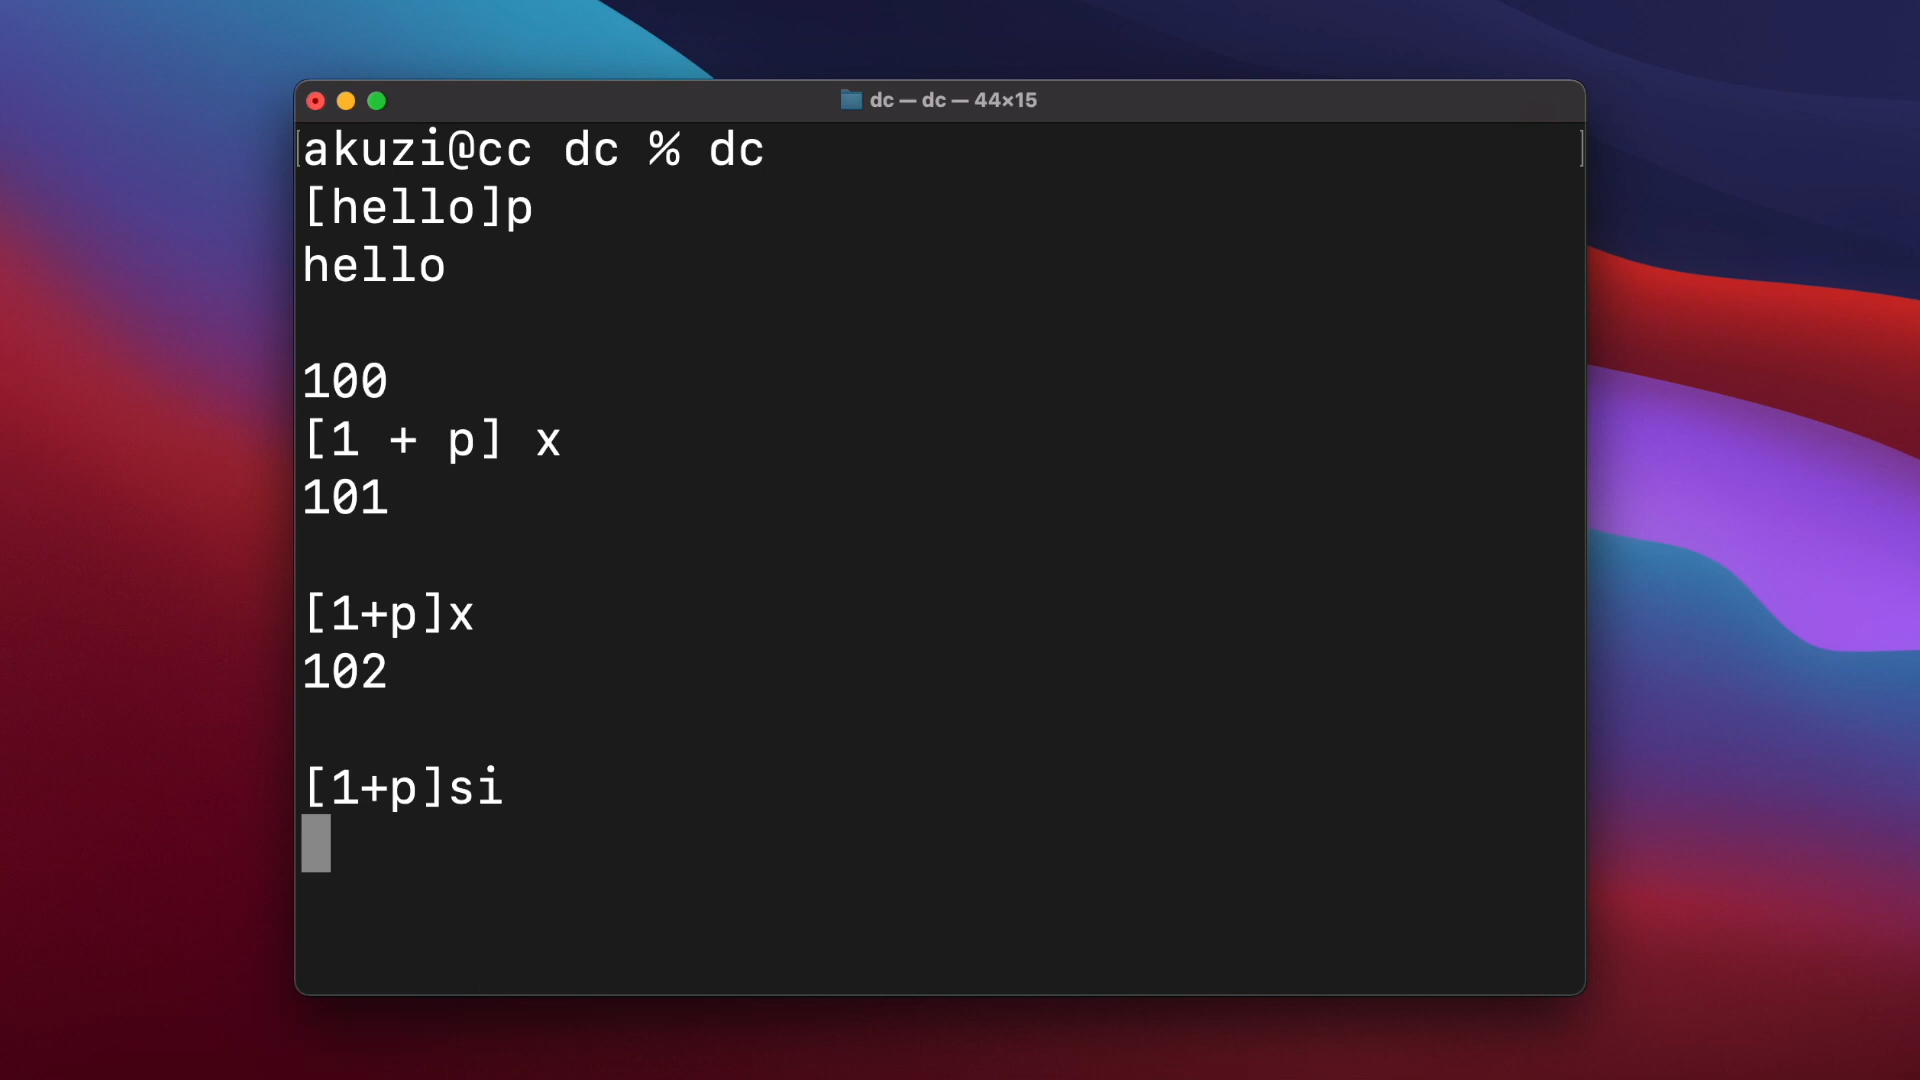 dc — dc — 44×15
akuzi@cc dc % dc
[hello]p
hello
100
[1 + p] x
101
[1+p]x
102
[1+p]si